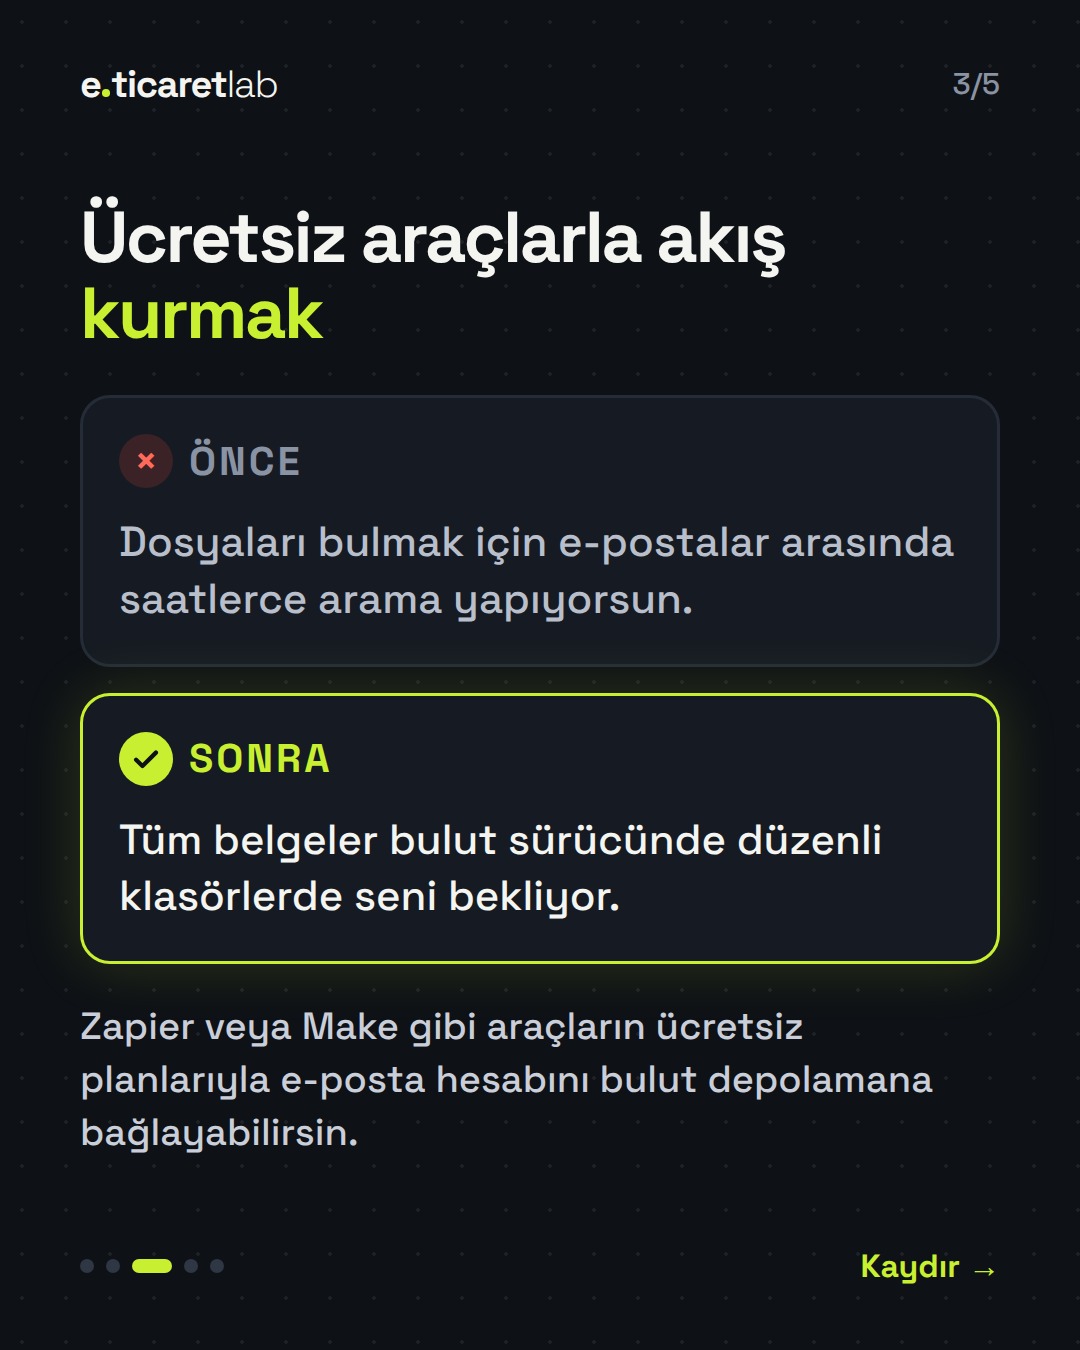 e.ticaretlab
3/5
Ücretsiz araçlarla akış
kurmak
ÖNCE
Dosyaları bulmak için e-postalar arasında
saatlerce arama yapıyorsun.
SONRA
Tüm belgeler bulut sürücünde düzenli
klasörlerde seni bekliyor.
Zapier veya Make gibi araçların ücretsiz
planlarıyla e-posta hesabını bulut depolamana
bağlayabilirsin.
Kaydır →